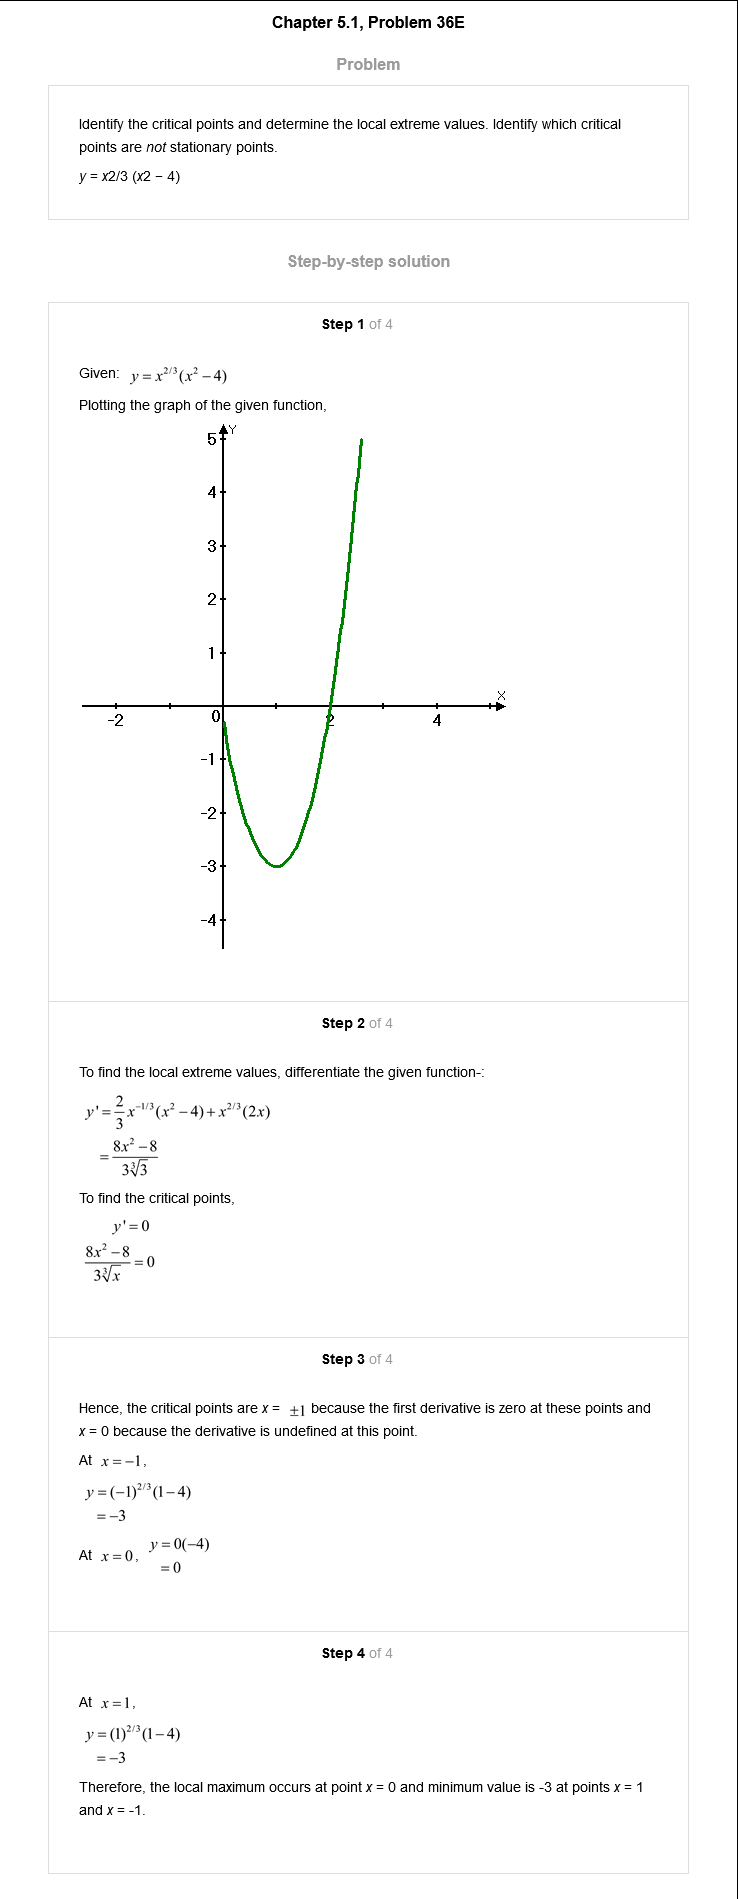 Chapter 5.1, Problem 36E
Problem
Identify the critical points and determine the local extreme values. Identify which critical
points are not stationary points.
y = x2/3 (x2 − 4)
Step-by-step solution
Step 1 of 4
Given: y = x^{2/3}(x² − 4)
Plotting the graph of the given function,
Y
5
4
3
2
1
X
-2 0 2 4
-1
-2
-3
-4
Step 2 of 4
To find the local extreme values, differentiate the given function-:
y' = \frac{2}{3}x^{-1/3}(x² − 4) + x^{2/3}(2x)
= \frac{8x² − 8}{3\sqrt[3]{3}}
To find the critical points,
y' = 0
\frac{8x² − 8}{3\sqrt[3]{x}} = 0
Step 3 of 4
Hence, the critical points are x = ±1 because the first derivative is zero at these points and
x = 0 because the derivative is undefined at this point.
At x = −1,
y = (−1)^{2/3}(1 − 4)
= −3
At x = 0, y = 0(−4)
= 0
Step 4 of 4
At x = 1,
y = (1)^{2/3}(1 − 4)
= −3
Therefore, the local maximum occurs at point x = 0 and minimum value is -3 at points x = 1
and x = -1.